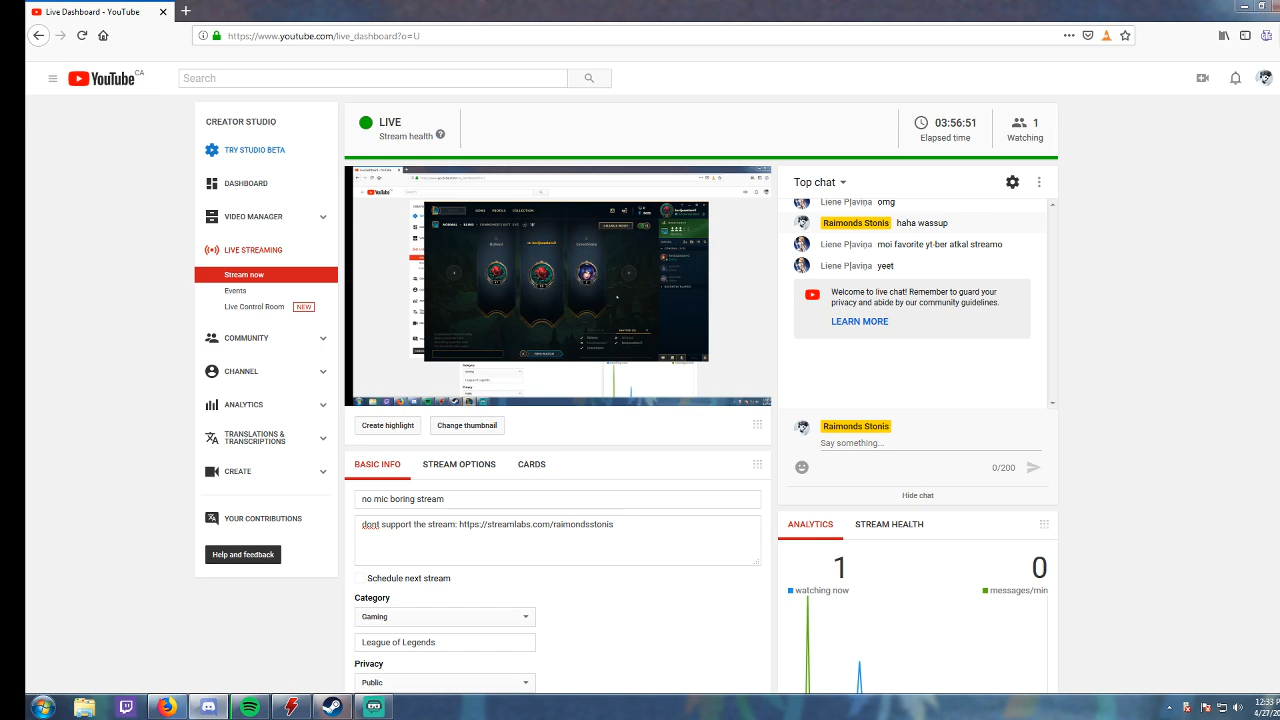 Live Dashboard - YouTube
https://www.youtube.com/live_dashboard?o=U
YouTube CA
Search
CREATOR STUDIO
TRY STUDIO BETA
DASHBOARD
VIDEO MANAGER
LIVE STREAMING
Stream now
Events
Live Control Room NEW
COMMUNITY
CHANNEL
ANALYTICS
TRANSLATIONS &
TRANSCRIPTIONS
CREATE
YOUR CONTRIBUTIONS
Help and feedback
LIVE
Stream health ?
03:56:51
Elapsed time
1
Watching
HOME PROFILE COLLECTION
Create highlight
Change thumbnail
BASIC INFO STREAM OPTIONS CARDS
no mic boring stream
dont support the stream: https://streamlabs.com/raimondsstonis
Schedule next stream
Category
Gaming
League of Legends
Privacy
Public
Top chat
Liene Pļaviņa omg
Raimonds Stonis haha wassup
Liene Pļaviņa moi favorite yt-ber atkal streamo
Liene Pļaviņa yeet
Welcome to live chat! Remember to guard your
privacy and abide by our community guidelines.
LEARN MORE
Raimonds Stonis
Say something...
0/200
Hide chat
ANALYTICS STREAM HEALTH
1
watching now
0
messages/min
12:33
4/27/20